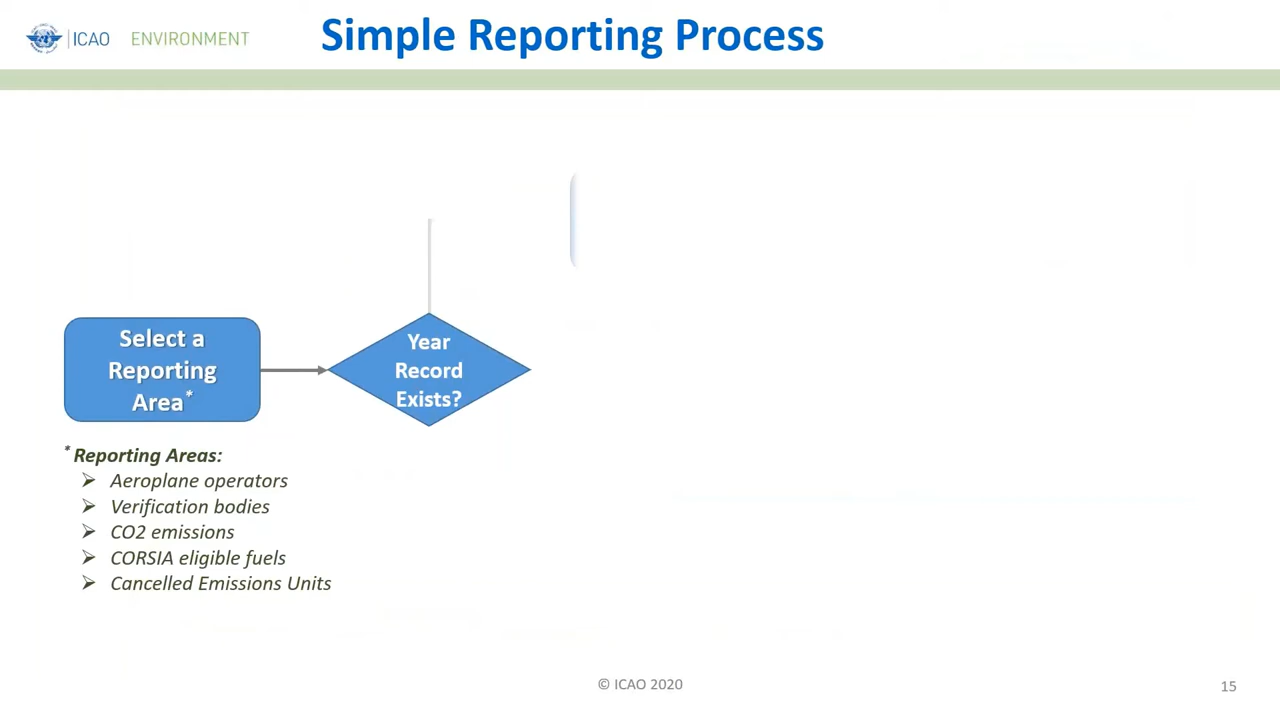 ICAO ENVIRONMENT
Simple Reporting Process
Select a
Reporting
Area*
Year
Record
Exists?
* Reporting Areas:
➢ Aeroplane operators
➢ Verification bodies
➢ CO2 emissions
➢ CORSIA eligible fuels
➢ Cancelled Emissions Units
© ICAO 2020
15